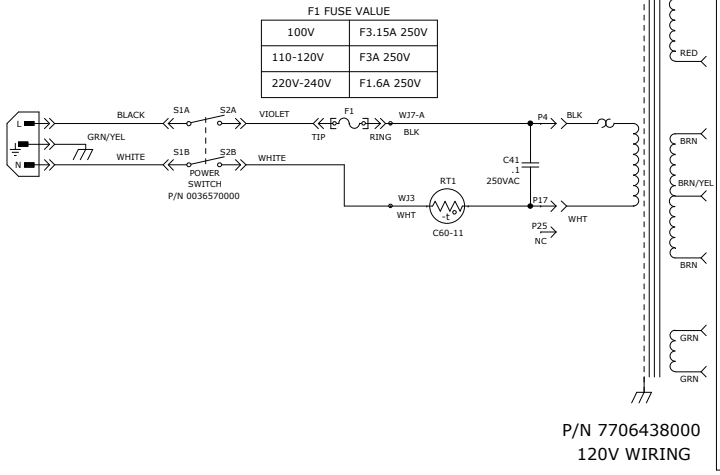 F1 FUSE VALUE
100V F3.15A 250V
110-120V F3A 250V
220V-240V F1.6A 250V
RED
L
BLACK
S1A
S2A
VIOLET
TIP
F1
RING
WJ7-A
BLK
P4
BLK
GRN/YEL
N
WHITE
S1B
S2B
WHITE
POWER
SWITCH
P/N 0036570000
C41
.1
250VAC
BRN
BRN/YEL
BRN
WJ3
WHT
RT1
-t°
C60-11
P17
WHT
P25
NC
GRN
GRN
P/N 7706438000
120V WIRING